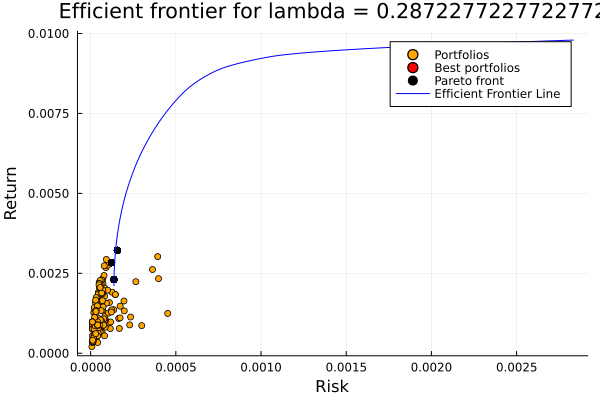 Efficient frontier for lambda = 0.2872277227722772
0.0100
0.0075
0.0050
0.0025
0.0000
Return
Portfolios
Best portfolios
Pareto front
Efficient Frontier Line
0.0000 0.0005 0.0010 0.0015 0.0020 0.0025
Risk